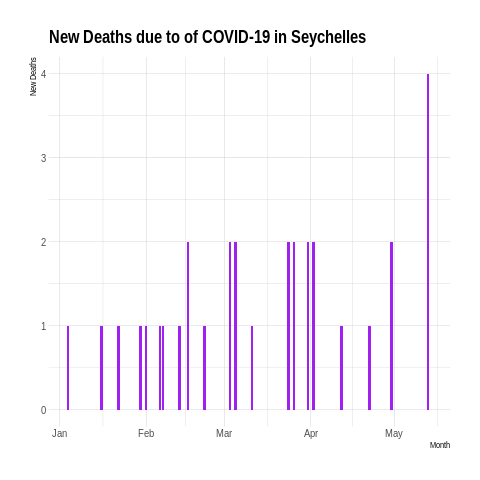 New Deaths due to of COVID-19 in Seychelles
New Deaths
4
3
2
1
0
Jan Feb Mar Apr May
Month